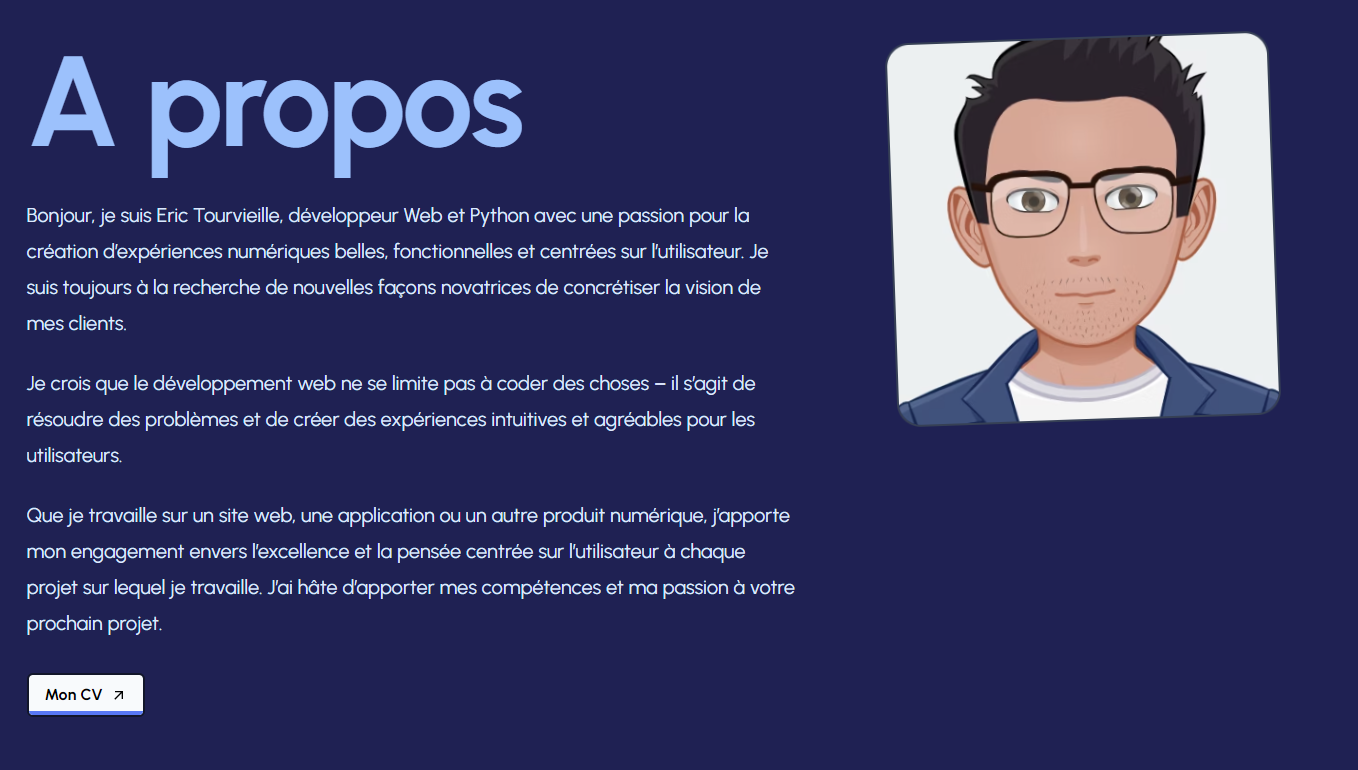 A propos
Bonjour, je suis Eric Tourvieille, développeur Web et Python avec une passion pour la
création d’expériences numériques belles, fonctionnelles et centrées sur l’utilisateur. Je
suis toujours à la recherche de nouvelles façons novatrices de concrétiser la vision de
mes clients.
Je crois que le développement web ne se limite pas à coder des choses – il s’agit de
résoudre des problèmes et de créer des expériences intuitives et agréables pour les
utilisateurs.
Que je travaille sur un site web, une application ou un autre produit numérique, j’apporte
mon engagement envers l’excellence et la pensée centrée sur l’utilisateur à chaque
projet sur lequel je travaille. J’ai hâte d’apporter mes compétences et ma passion à votre
prochain projet.
Mon CV